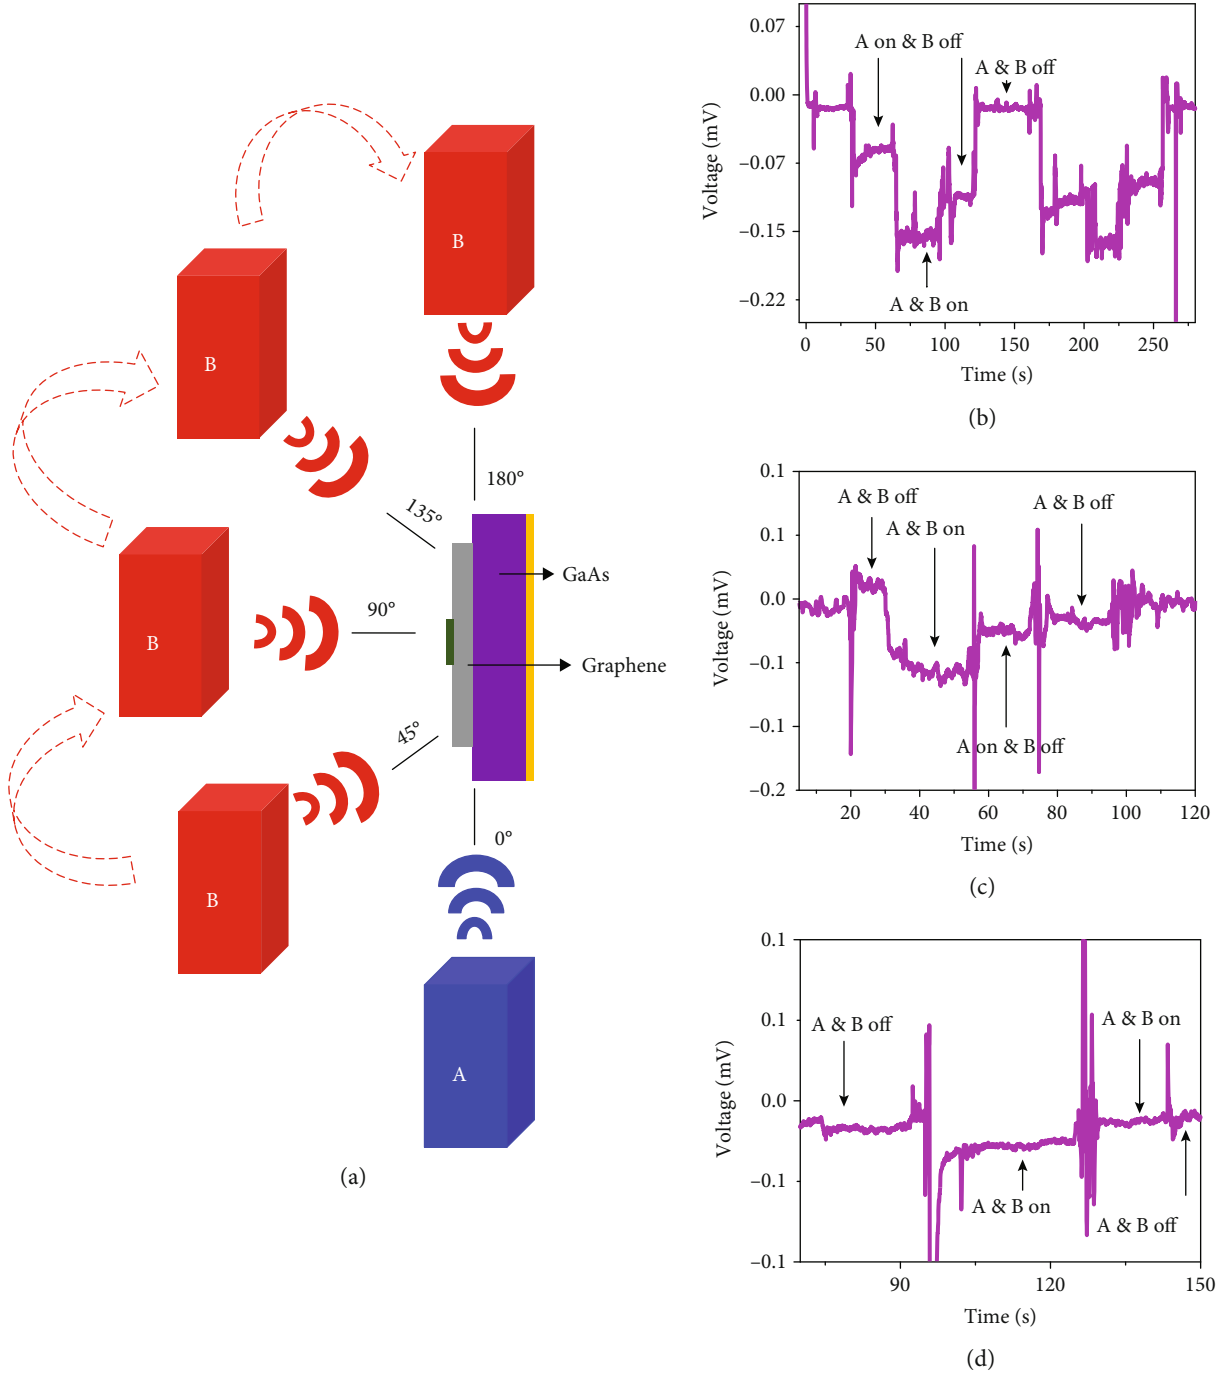 B
B
B
B
A
180°
135°
90°
45°
0°
GaAs
Graphene
(a)
0.07
0.00
−0.07
−0.15
−0.22
Voltage (mV)
A on & B off
A & B off
A & B on
0
50
100
150
200
250
Time (s)
(b)
0.1
0.1
0.0
−0.1
−0.1
−0.2
Voltage (mV)
A & B off
A & B on
A & B off
A on & B off
20
40
60
80
100
120
Time (s)
(c)
0.1
0.1
0.0
−0.1
−0.1
Voltage (mV)
A & B off
A & B on
A & B on
A & B off
90
120
150
Time (s)
(d)